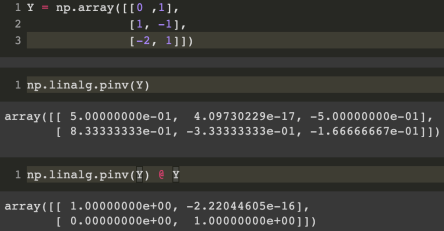 1 Y = np.array([[0 ,1],
2 [1, -1],
3 [-2, 1]])
1 np.linalg.pinv(Y)
array([[ 5.00000000e-01, 4.09730229e-17, -5.00000000e-01],
[ 8.33333333e-01, -3.33333333e-01, -1.66666667e-01]])
1 np.linalg.pinv(Y) @ Y
array([[ 1.00000000e+00, -2.22044605e-16],
[ 0.00000000e+00, 1.00000000e+00]])